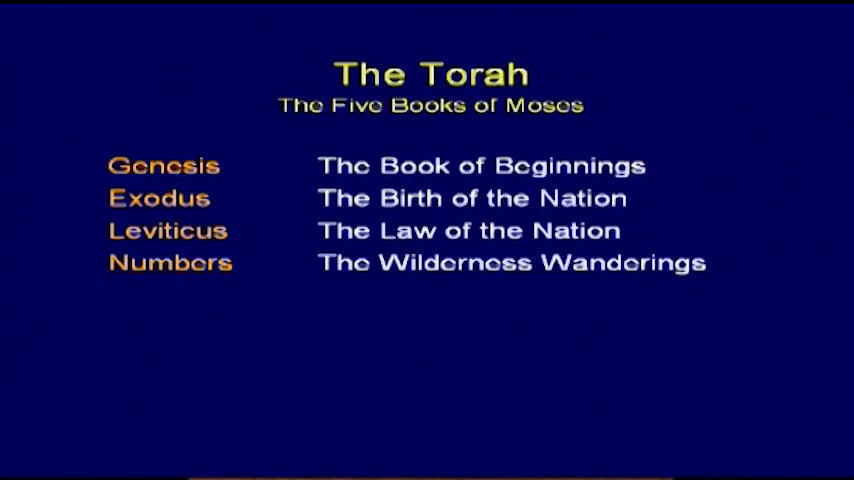 The Torah
The Five Books of Moses
Genesis The Book of Beginnings
Exodus The Birth of the Nation
Leviticus The Law of the Nation
Numbers The Wilderness Wanderings